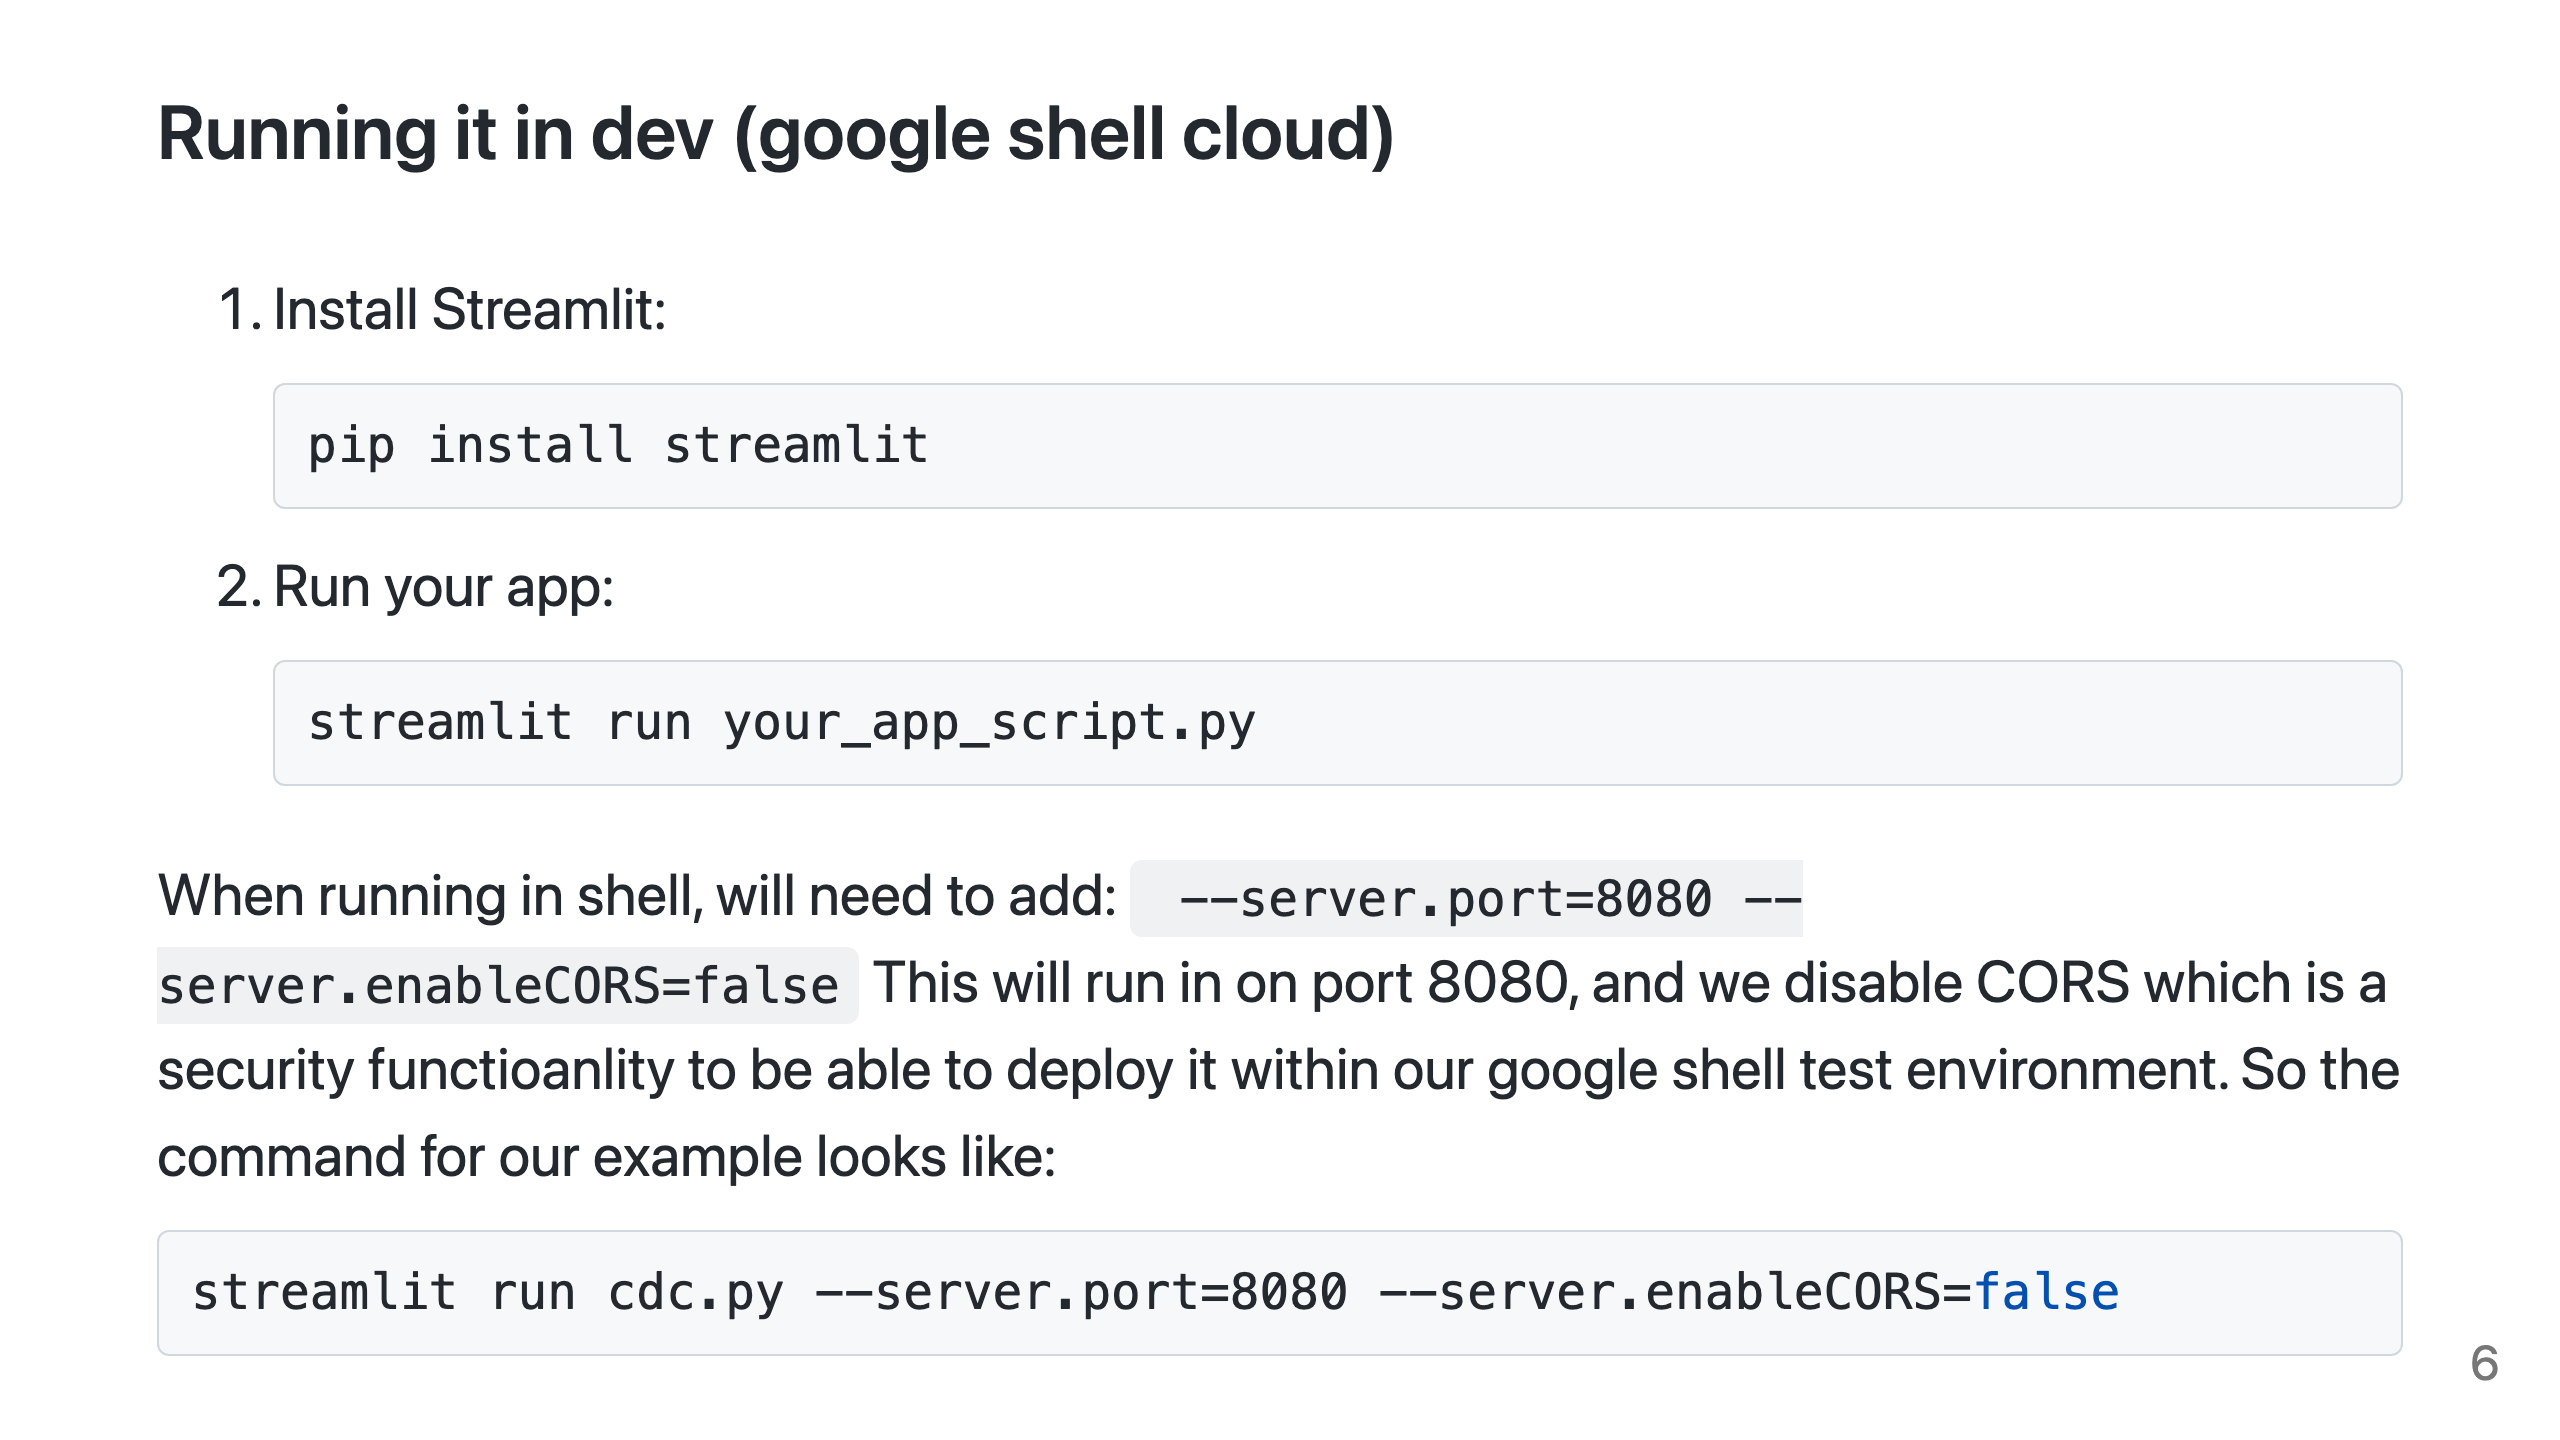 Running it in dev (google shell cloud)
1. Install Streamlit:
pip install streamlit
2. Run your app:
streamlit run your_app_script.py
When running in shell, will need to add:  --server.port=8080 --
server.enableCORS=false This will run in on port 8080, and we disable CORS which is a
security functioanlity to be able to deploy it within our google shell test environment. So the
command for our example looks like:
streamlit run cdc.py --server.port=8080 --server.enableCORS=false
6